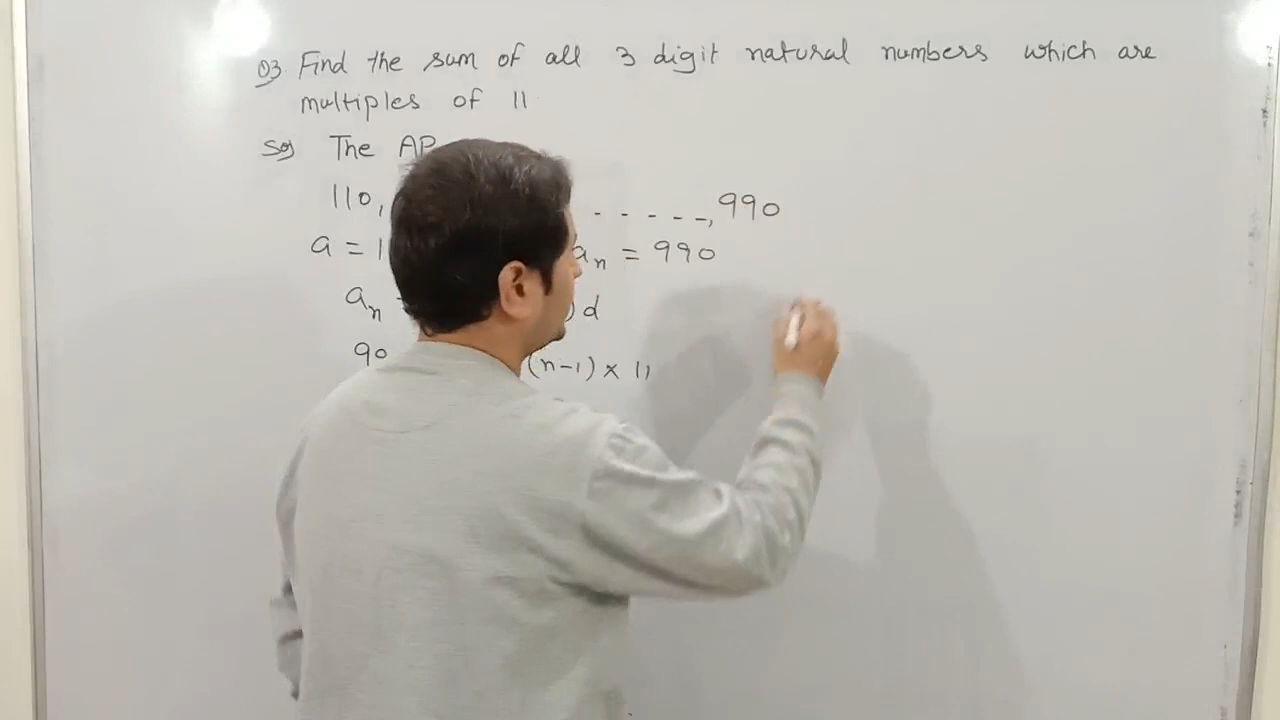 Q3 Find the sum of all 3 digit natural numbers which are
multiples of 11.
Sol The AP
110, - - - - -, 990
a = 1 an = 990
an )d
90 (n-1) × 11